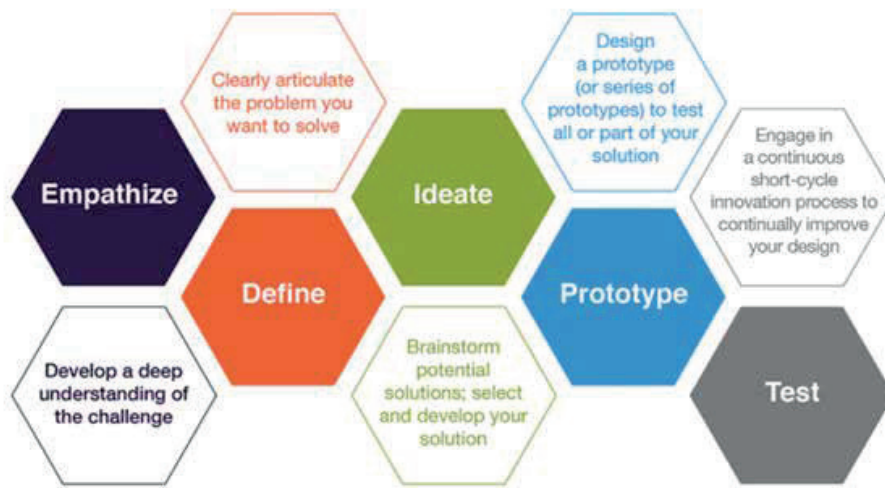 Empathize
Develop a deep
understanding of
the challenge
Clearly articulate
the problem you
want to solve
Define
Ideate
Brainstorm
potential
solutions; select
and develop your
solution
Design
a prototype
(or series of
prototypes) to test
all or part of your
solution
Prototype
Engage in
a continuous
short-cycle
innovation process to
continually improve
your design
Test